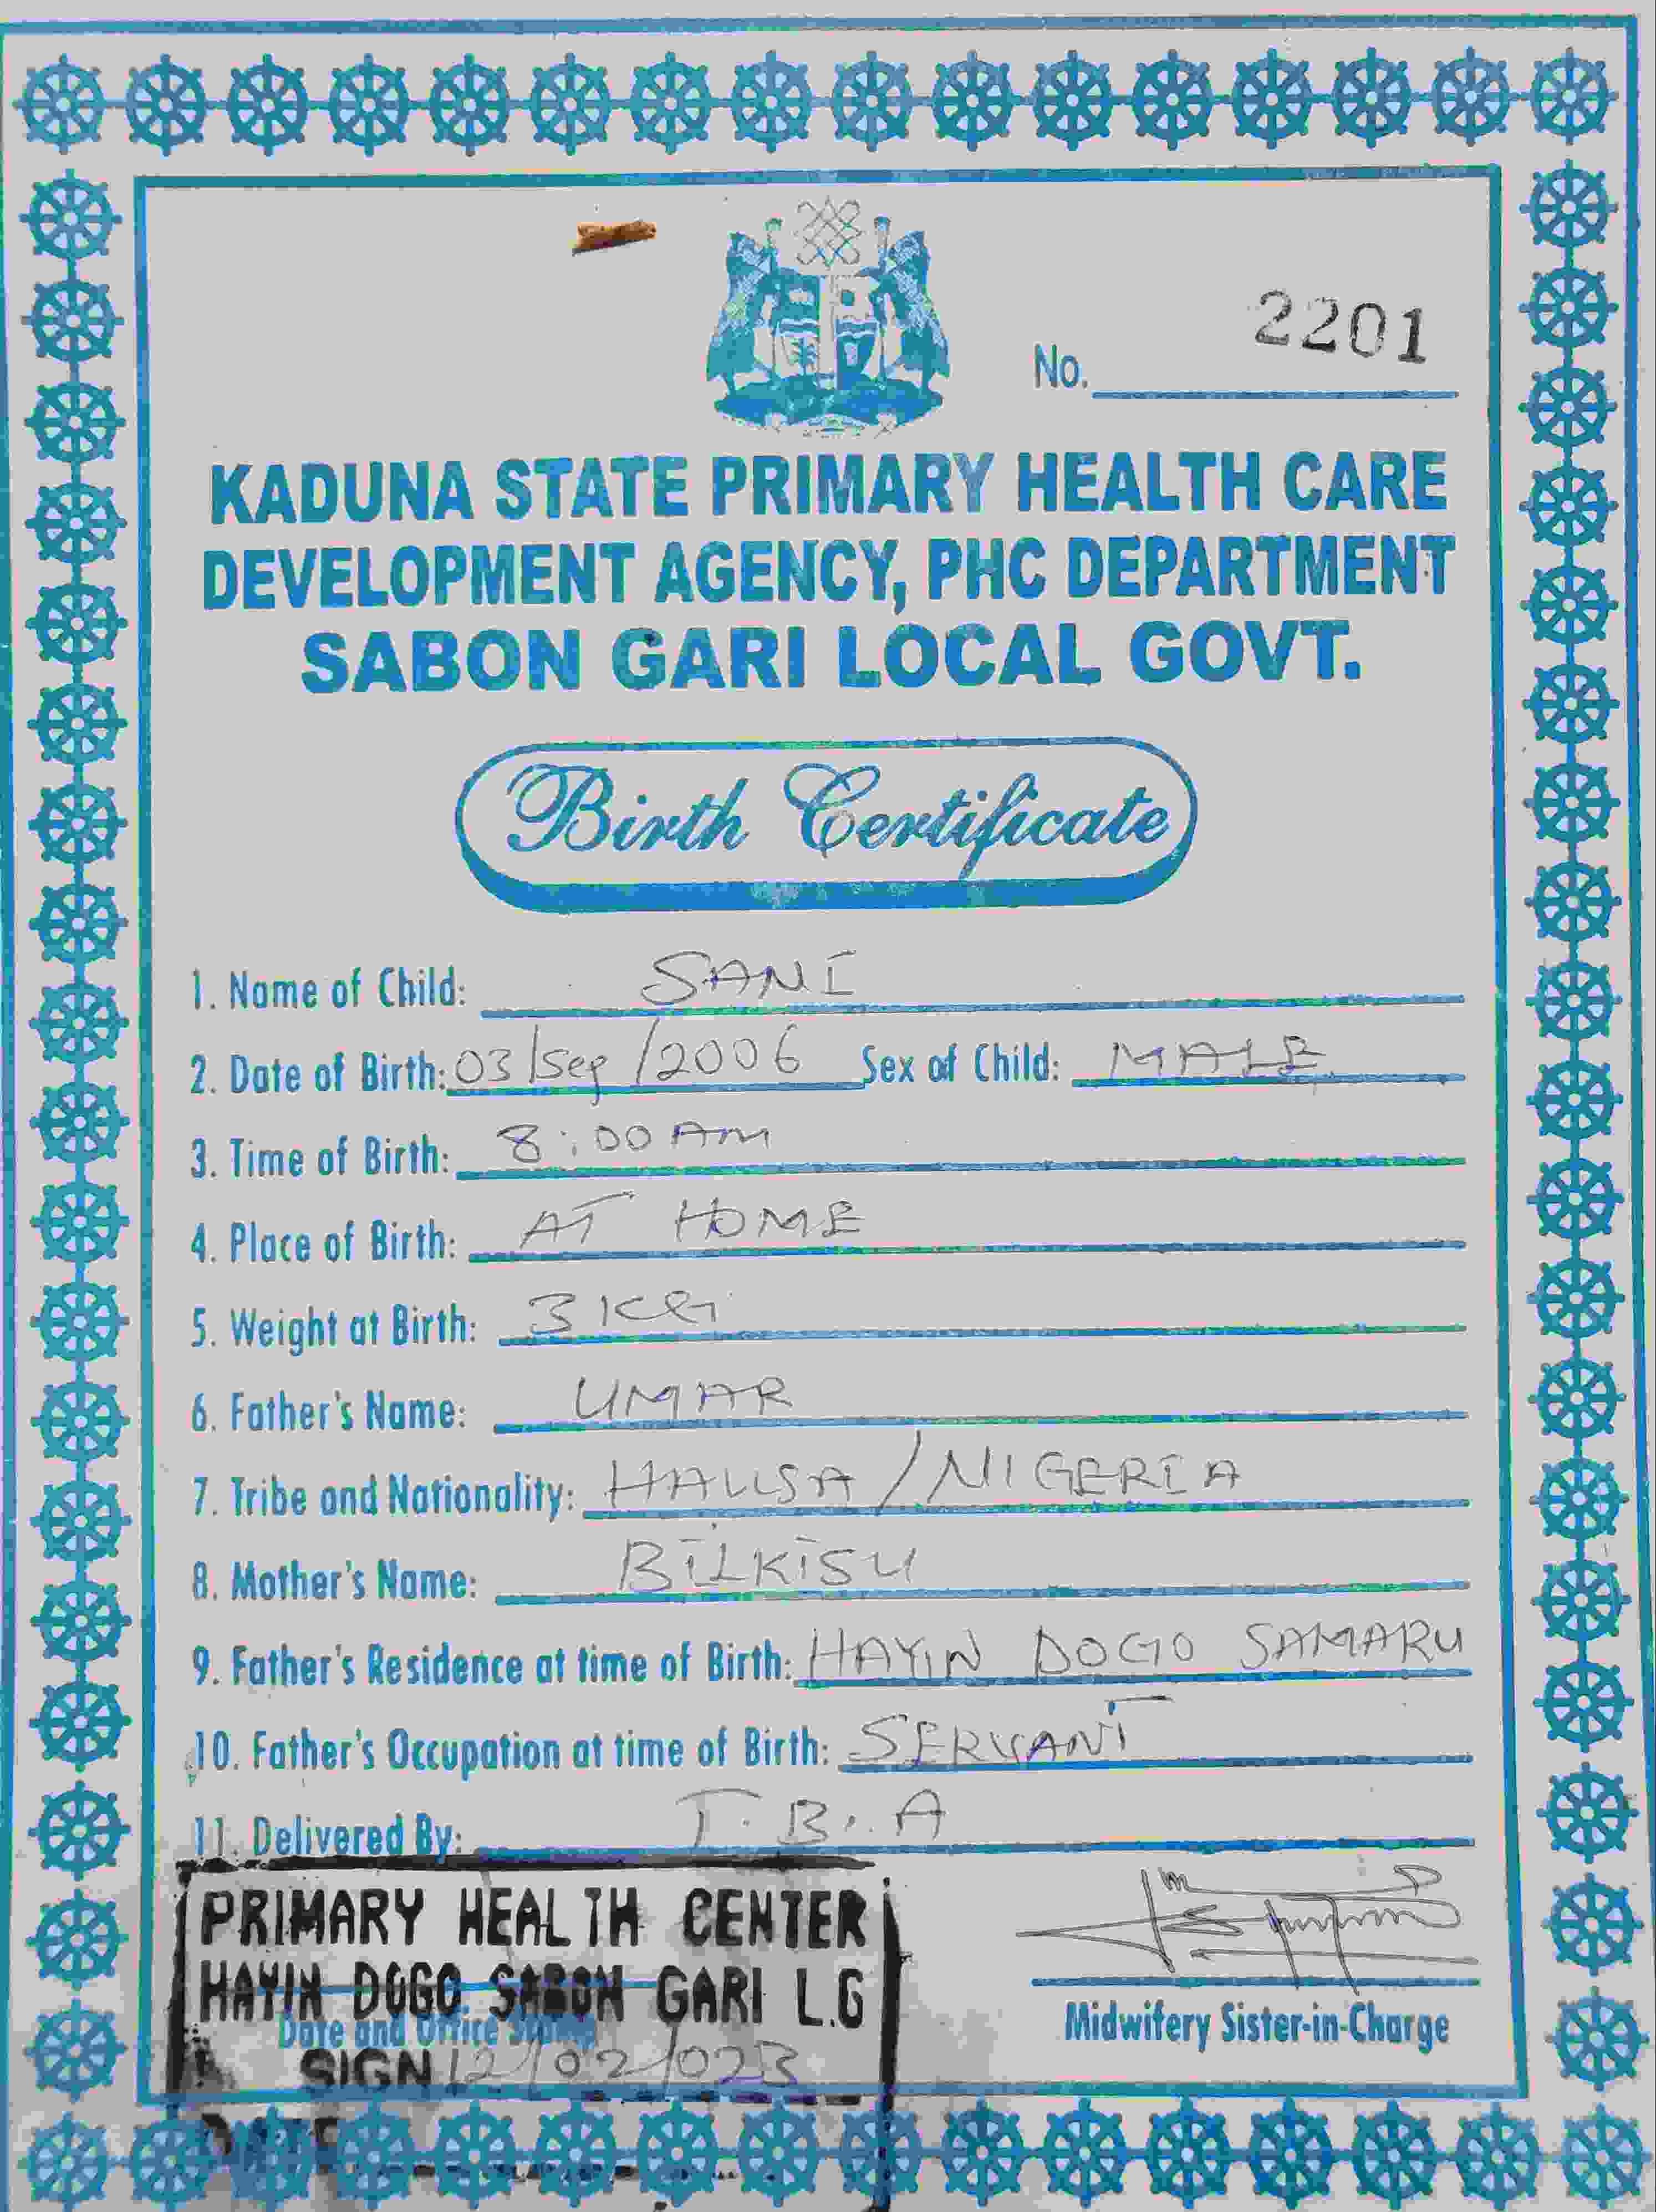 No. 2201
KADUNA STATE PRIMARY HEALTH CARE
DEVELOPMENT AGENCY, PHC DEPARTMENT
SABON GARI LOCAL GOVT.
Birth Certificate
1. Name of Child: SANI
2. Date of Birth: 03/Sep/2006 Sex of Child: MALE
3. Time of Birth: 8:00 Am
4. Place of Birth: AT HOME
5. Weight at Birth: 3 KG
6. Father's Name: UMAR
7. Tribe and Nationality: HAUSA/NIGERIA
8. Mother's Name: BILKISU
9. Father's Residence at time of Birth: HAYIN DOGO SAMARU
10. Father's Occupation at time of Birth: SERVANT
11. Delivered By: T.B.A
PRIMARY HEALTH CENTER
HAYIN DOGO SABON GARI L.G
Date and Office Stamp
SIGN 12/02/023
DATE
Midwifery Sister-in-Charge